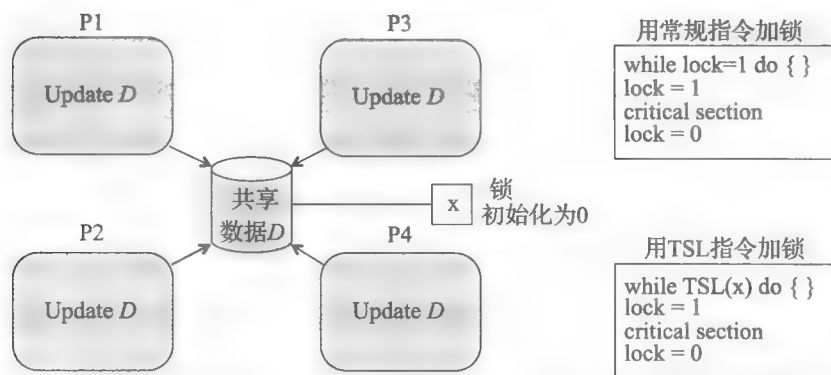 P1
P3
Update D
Update D
共享
数据D
x
锁
初始化为0
P2
P4
Update D
Update D
用常规指令加锁
while lock=1 do { }
lock = 1
critical section
lock = 0
用TSL指令加锁
while TSL(x) do { }
lock = 1
critical section
lock = 0